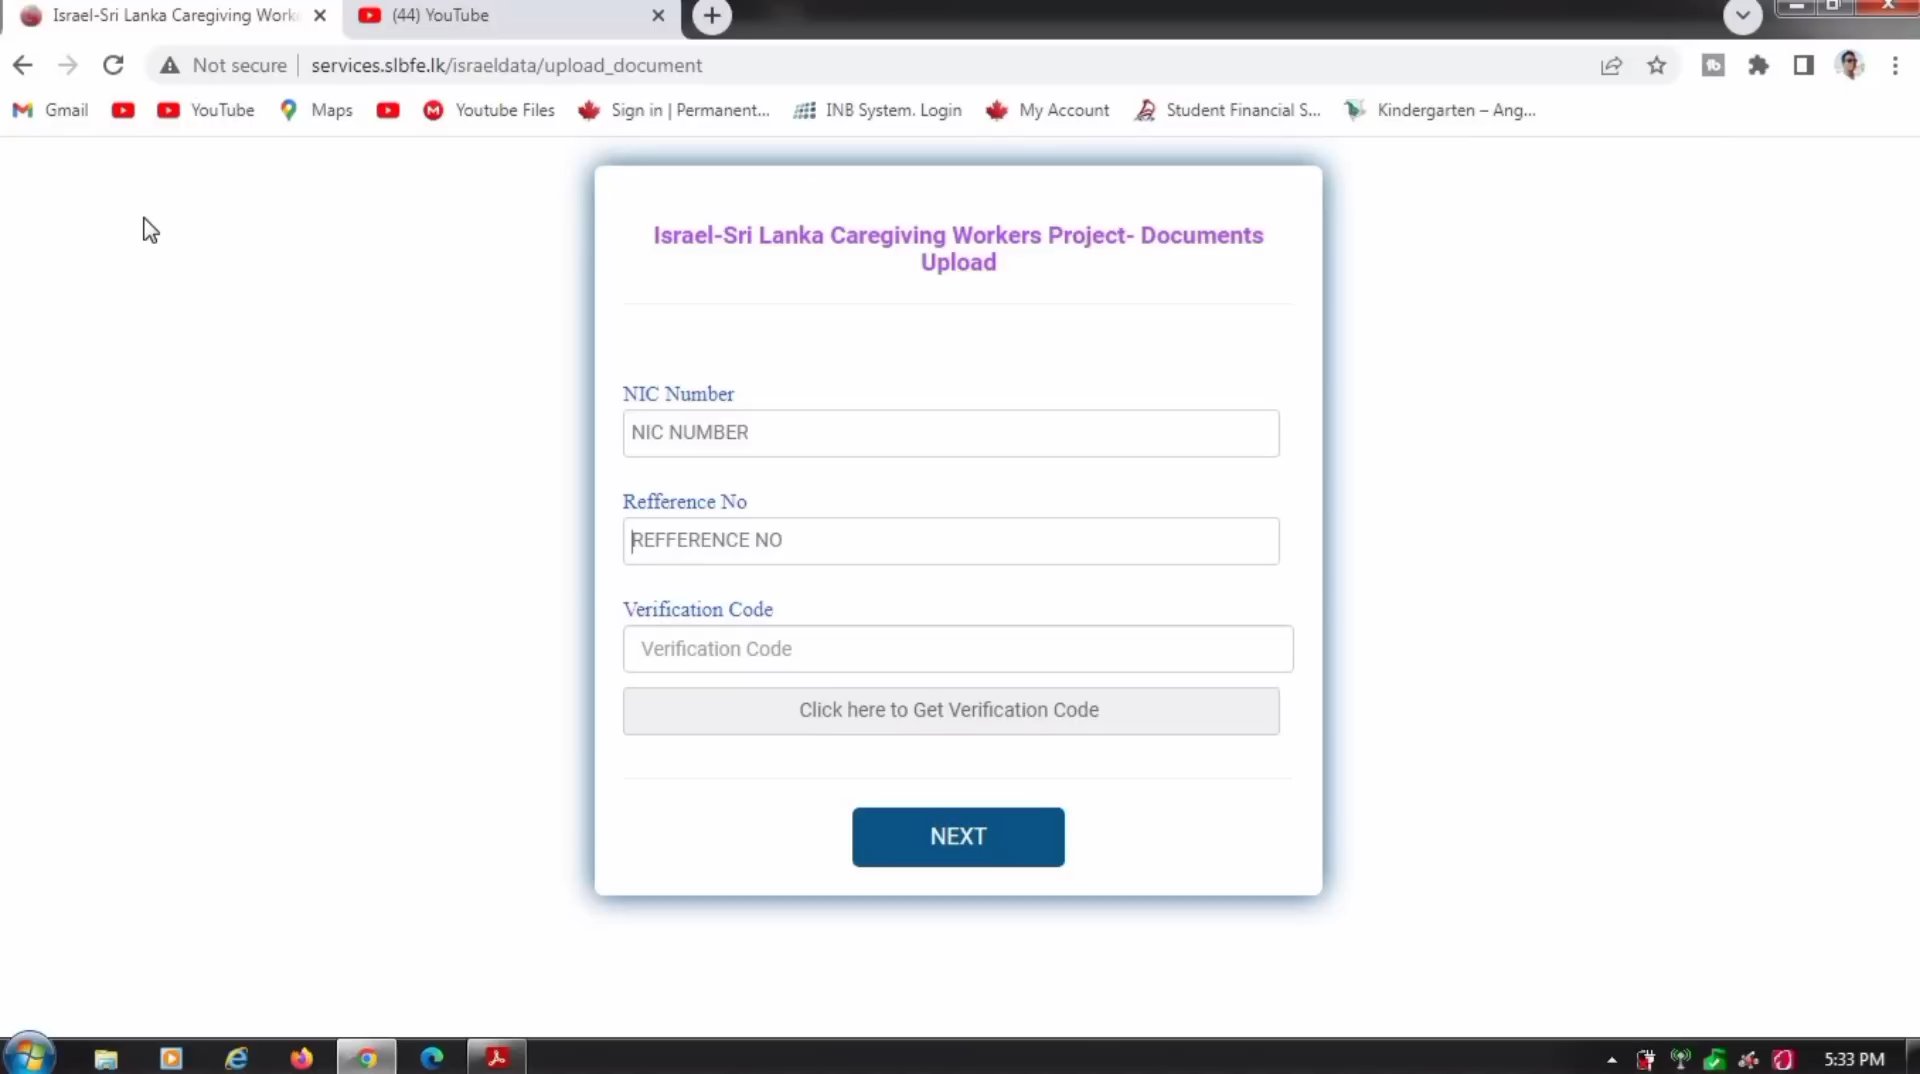 Israel-Sri Lanka Caregiving Work
(44) YouTube
Not secure
services.slbfe.lk/israeldata/upload_document
Gmail
YouTube
Maps
Youtube Files
Sign in | Permanent...
INB System. Login
My Account
Student Financial S...
Kindergarten – Ang...
Israel-Sri Lanka Caregiving Workers Project- Documents
Upload
NIC Number
NIC NUMBER
Refference No
REFFERENCE NO
Verification Code
Verification Code
Click here to Get Verification Code
NEXT
5:33 PM